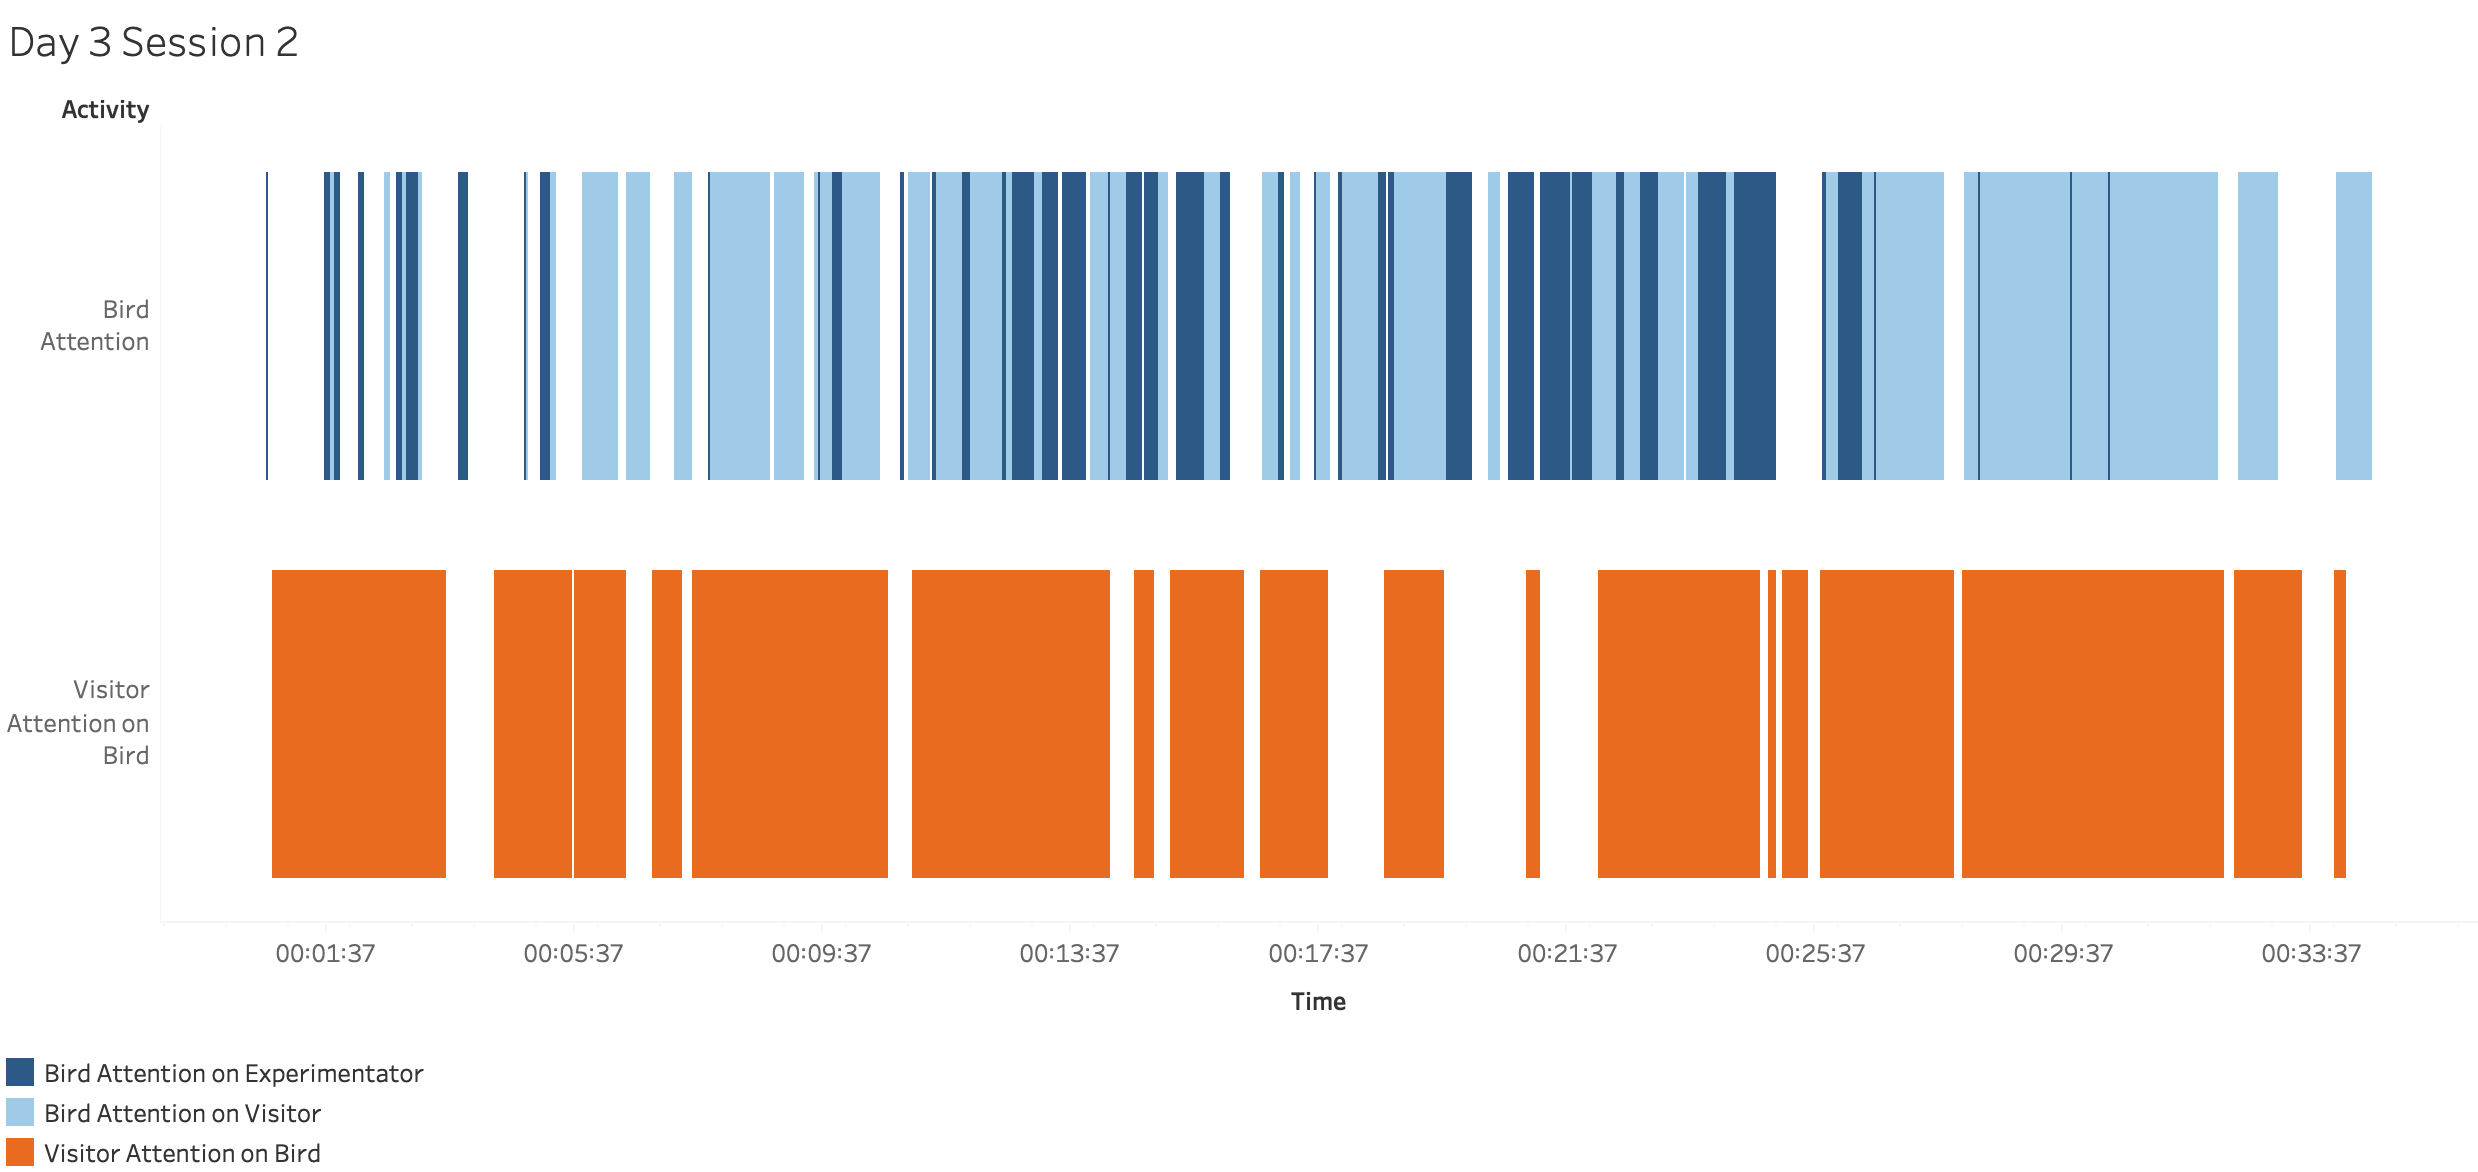 Day 3 Session 2
Activity
Bird
Attention
Visitor
Attention on
Bird
00:01:37 00:05:37 00:09:37 00:13:37 00:17:37 00:21:37 00:25:37 00:29:37 00:33:37
Time
Bird Attention on Experimentator
Bird Attention on Visitor
Visitor Attention on Bird